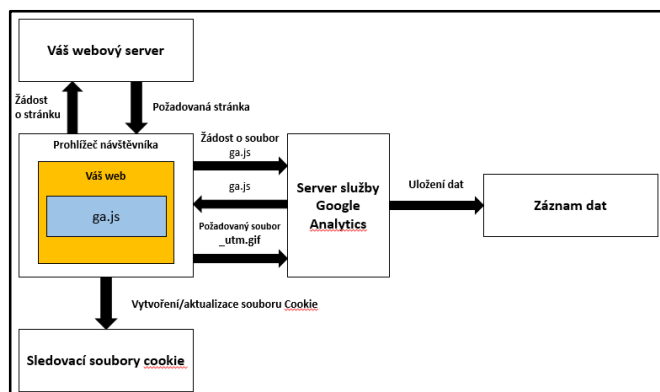 Váš webový server
Žádost
o stránku
Požadovaná stránka
Prohlížeč návštěvníka
Váš web
ga.js
Žádost o soubor
ga.js
ga.js
Požadovaný soubor
_utm.gif
Server služby
Google
Analytics
Uložení dat
Záznam dat
Vytvoření/aktualizace souboru Cookie
Sledovací soubory cookie